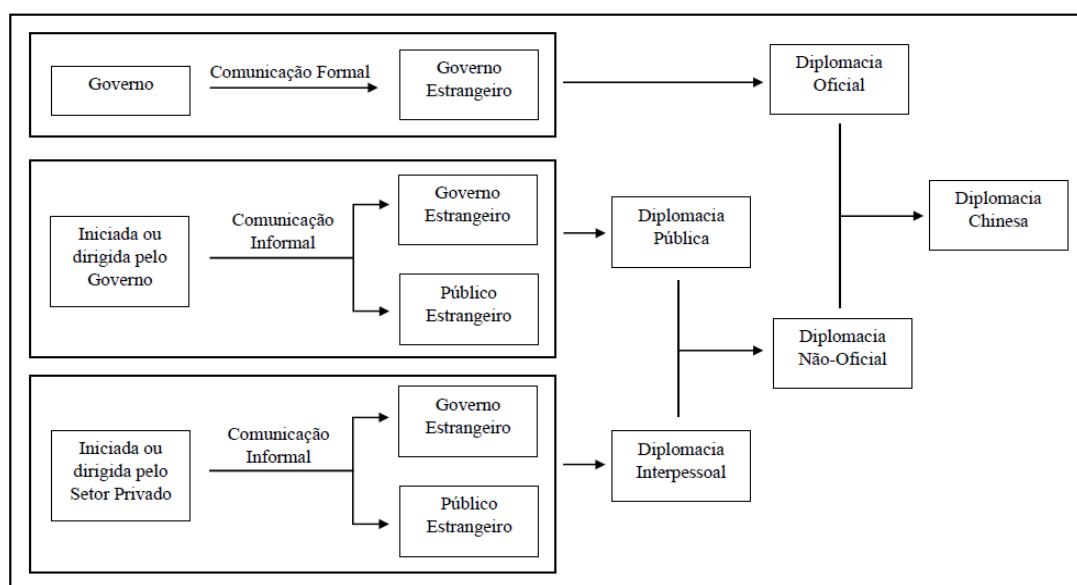 Governo
Comunicação Formal
Governo
Estrangeiro
Diplomacia
Oficial
Iniciada ou
dirigida pelo
Governo
Comunicação
Informal
Governo
Estrangeiro
Público
Estrangeiro
Diplomacia
Pública
Diplomacia
Chinesa
Diplomacia
Não-Oficial
Iniciada ou
dirigida pelo
Setor Privado
Comunicação
Informal
Governo
Estrangeiro
Público
Estrangeiro
Diplomacia
Interpessoal